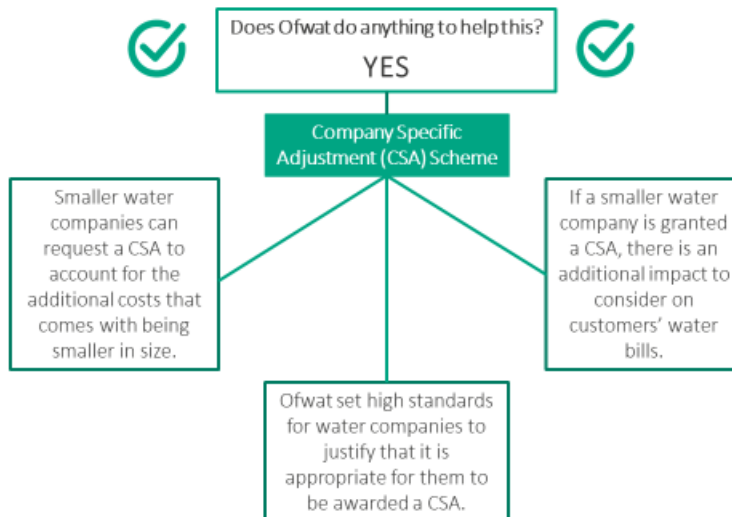 Does Ofwat do anything to help this?
YES
Company Specific
Adjustment (CSA) Scheme
Smaller water
companies can
request a CSA to
account for the
additional costs that
comes with being
smaller in size.
Ofwat set high standards
for water companies to
justify that it is
appropriate for them to
be awarded a CSA.
If a smaller water
company is granted
a CSA, there is an
additional impact to
consider on
customers’ water
bills.